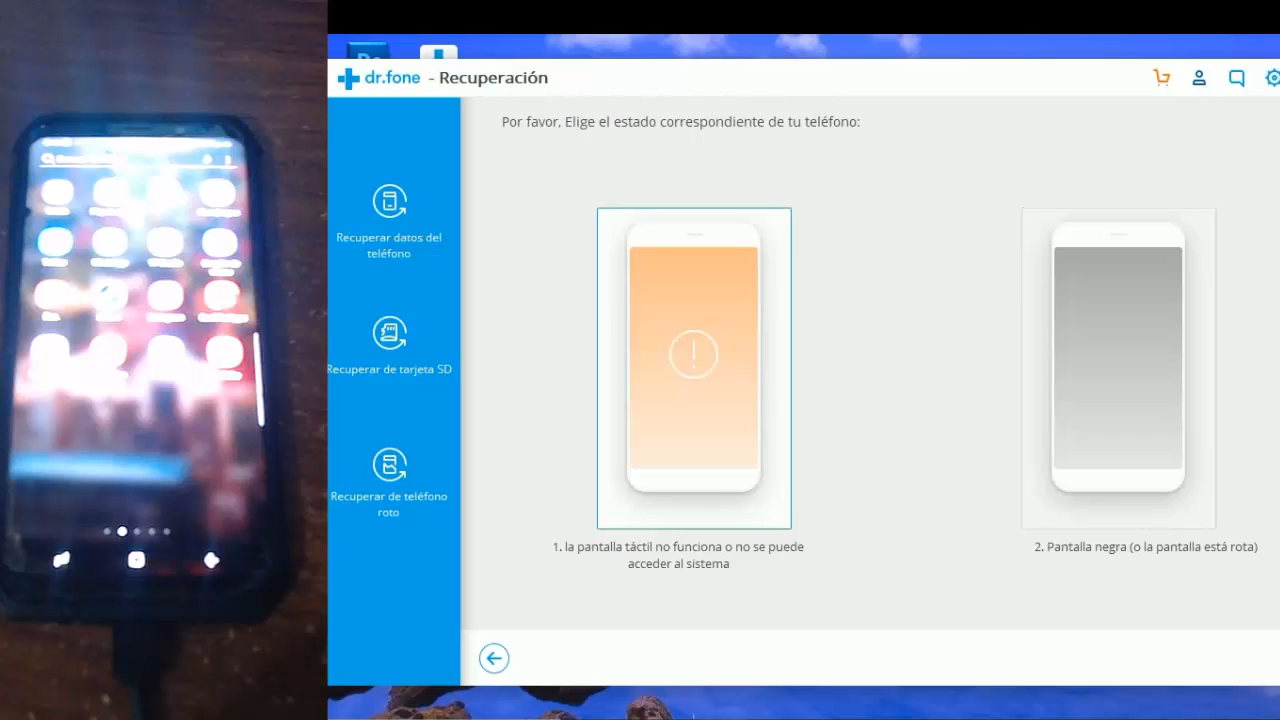 dr.fone - Recuperación
Por favor, Elige el estado correspondiente de tu teléfono:
Recuperar datos del
teléfono
Recuperar de tarjeta SD
Recuperar de teléfono
roto
1. la pantalla táctil no funciona o no se puede
acceder al sistema
2. Pantalla negra (o la pantalla está rota)